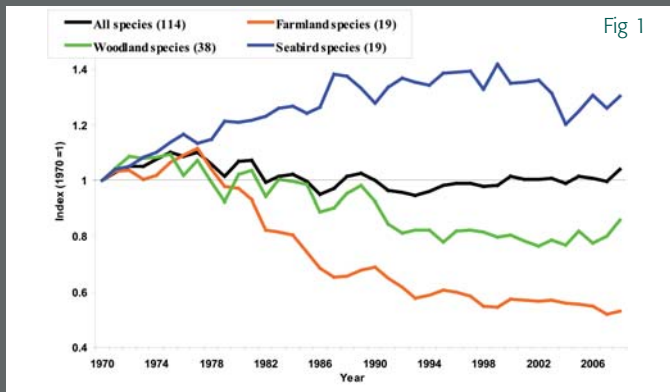 Fig 1
All species (114) Farmland species (19)
Woodland species (38) Seabird species (19)
Index (1970 =1)
1.4
1.2
1
0.8
0.6
0.4
1970 1974 1978 1982 1986 1990 1994 1998 2002 2006
Year